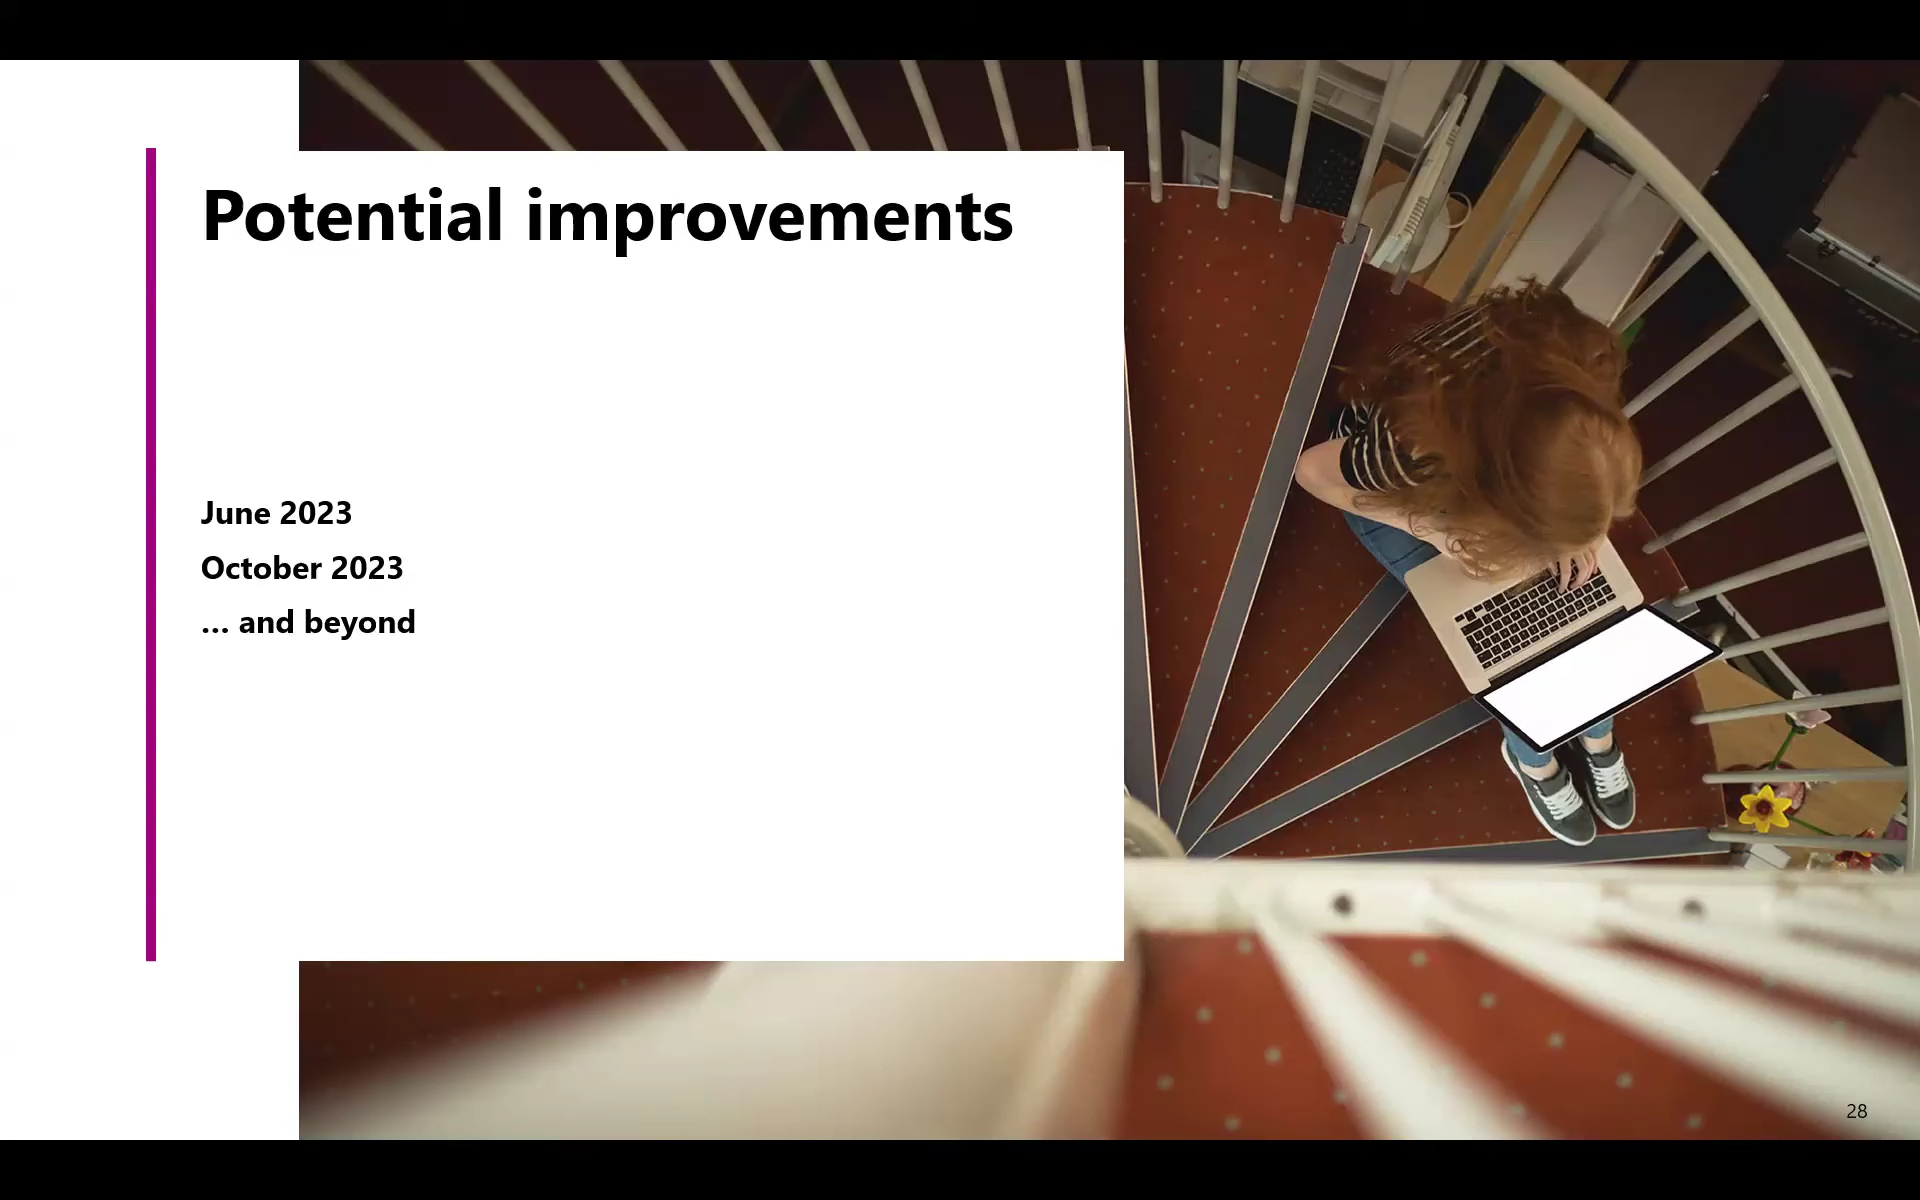 Potential improvements
June 2023
October 2023
… and beyond
28